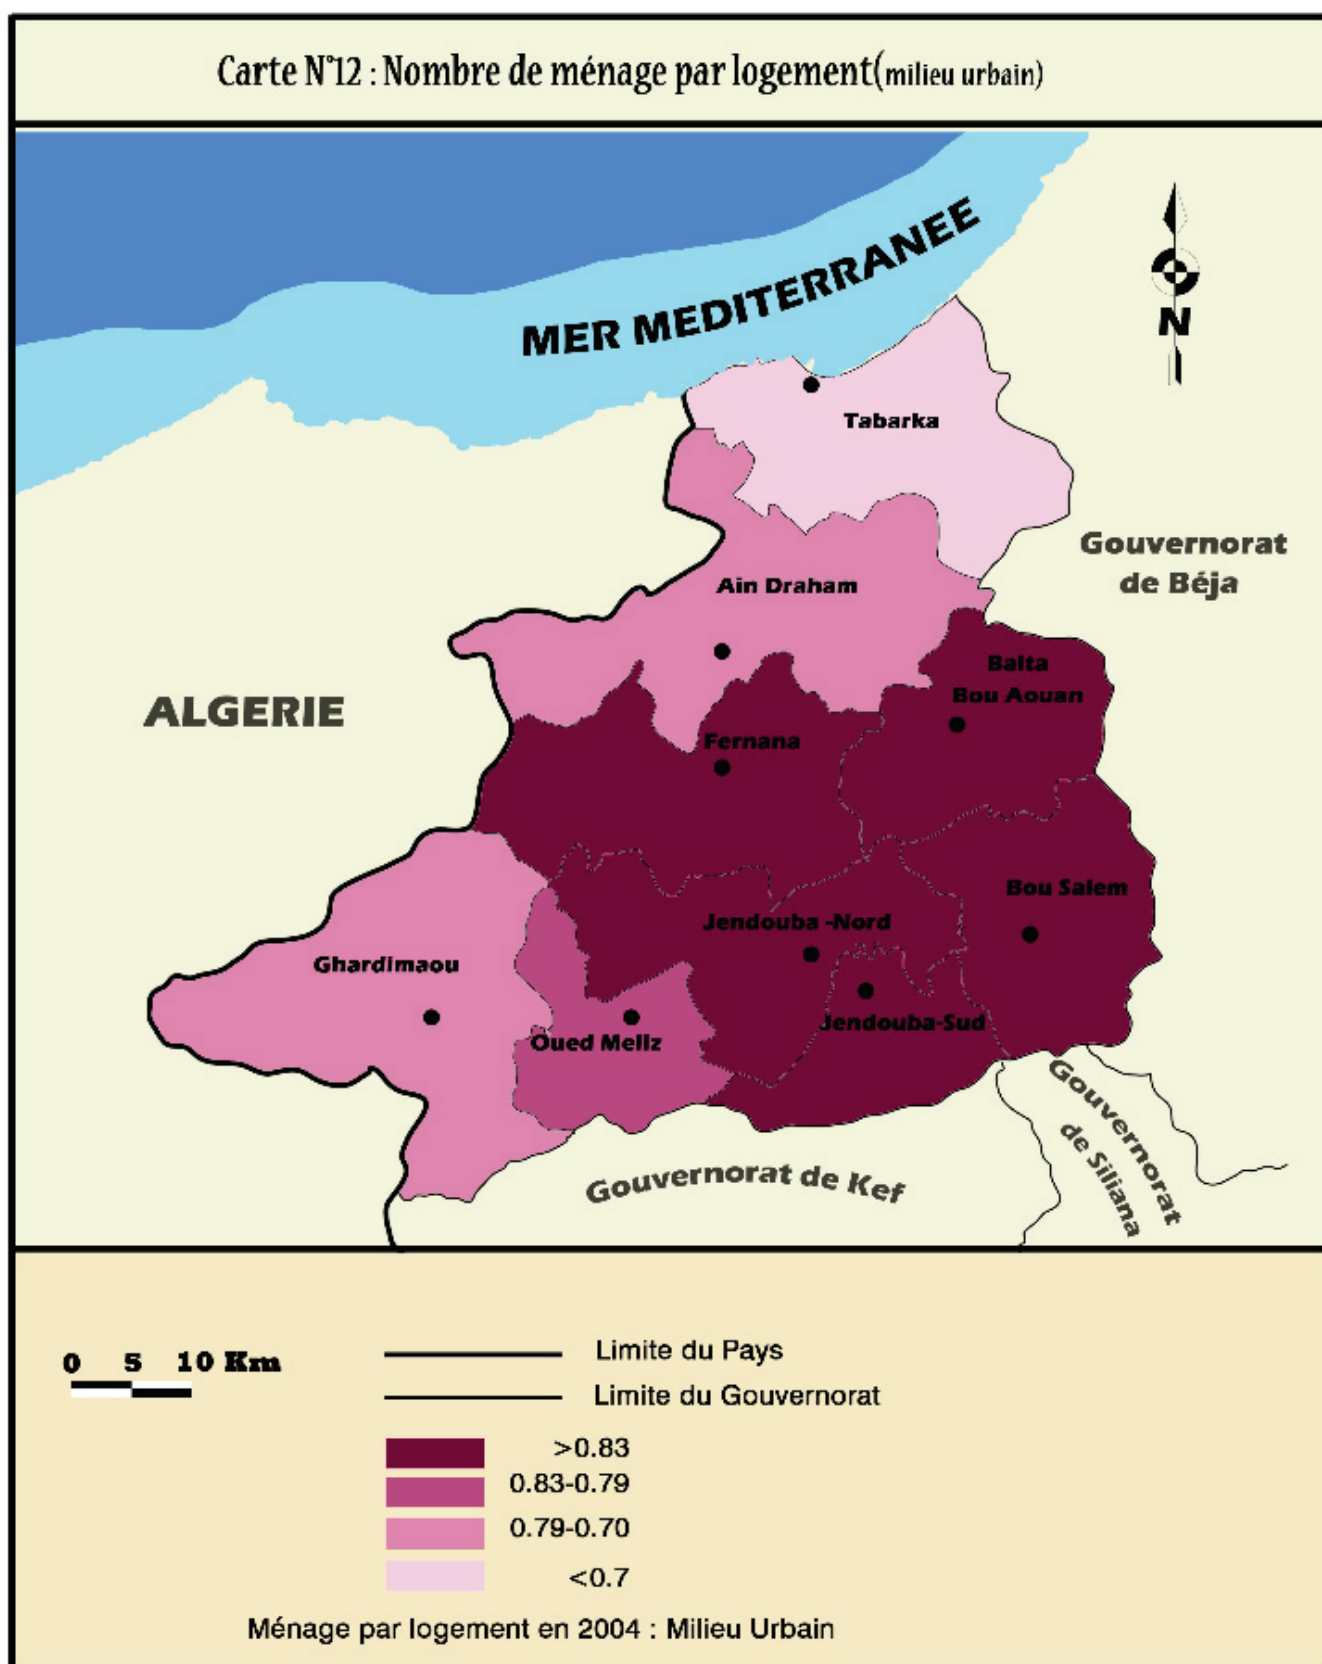 Carte N°12 : Nombre de ménage par logement(milieu urbain)
MER MEDITERRANEE
N
Tabarka
Gouvernorat
de Béja
Ain Draham
Balta
Bou Aouan
ALGERIE
Fernana
Bou Salem
Jendouba -Nord
Ghardimaou
Jendouba-Sud
Oued Meliz
Gouvernorat
de Siliana
Gouvernorat de Kef
0 5 10 Km
Limite du Pays
Limite du Gouvernorat
>0.83
0.83-0.79
0.79-0.70
<0.7
Ménage par logement en 2004 : Milieu Urbain